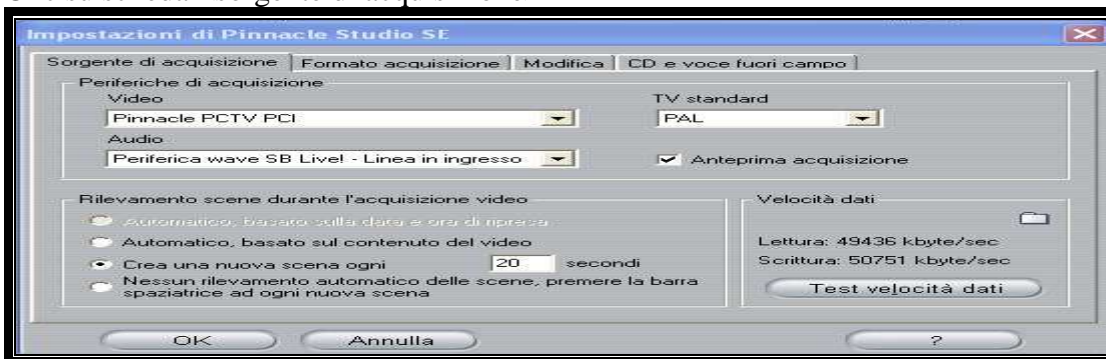 Impostazioni di Pinnacle Studio SE
Sorgente di acquisizione Formato acquisizione Modifica CD e voce fuori campo
Periferiche di acquisizione
Video
TV standard
Pinnacle PCTV PCI
PAL
Audio
Periferica wave SB Live! - Linea in ingresso
Anteprima acquisizione
Rilevamento scene durante l'acquisizione video
Automatico, basato sulla data e ora di ripresa
Automatico, basato sul contenuto del video
Crea una nuova scena ogni 20 secondi
Nessun rilevamento automatico delle scene, premere la barra
spaziatrice ad ogni nuova scena
Velocità dati
Lettura: 49436 kbyte/sec
Scrittura: 50751 kbyte/sec
Test velocità dati
OK Annulla ?